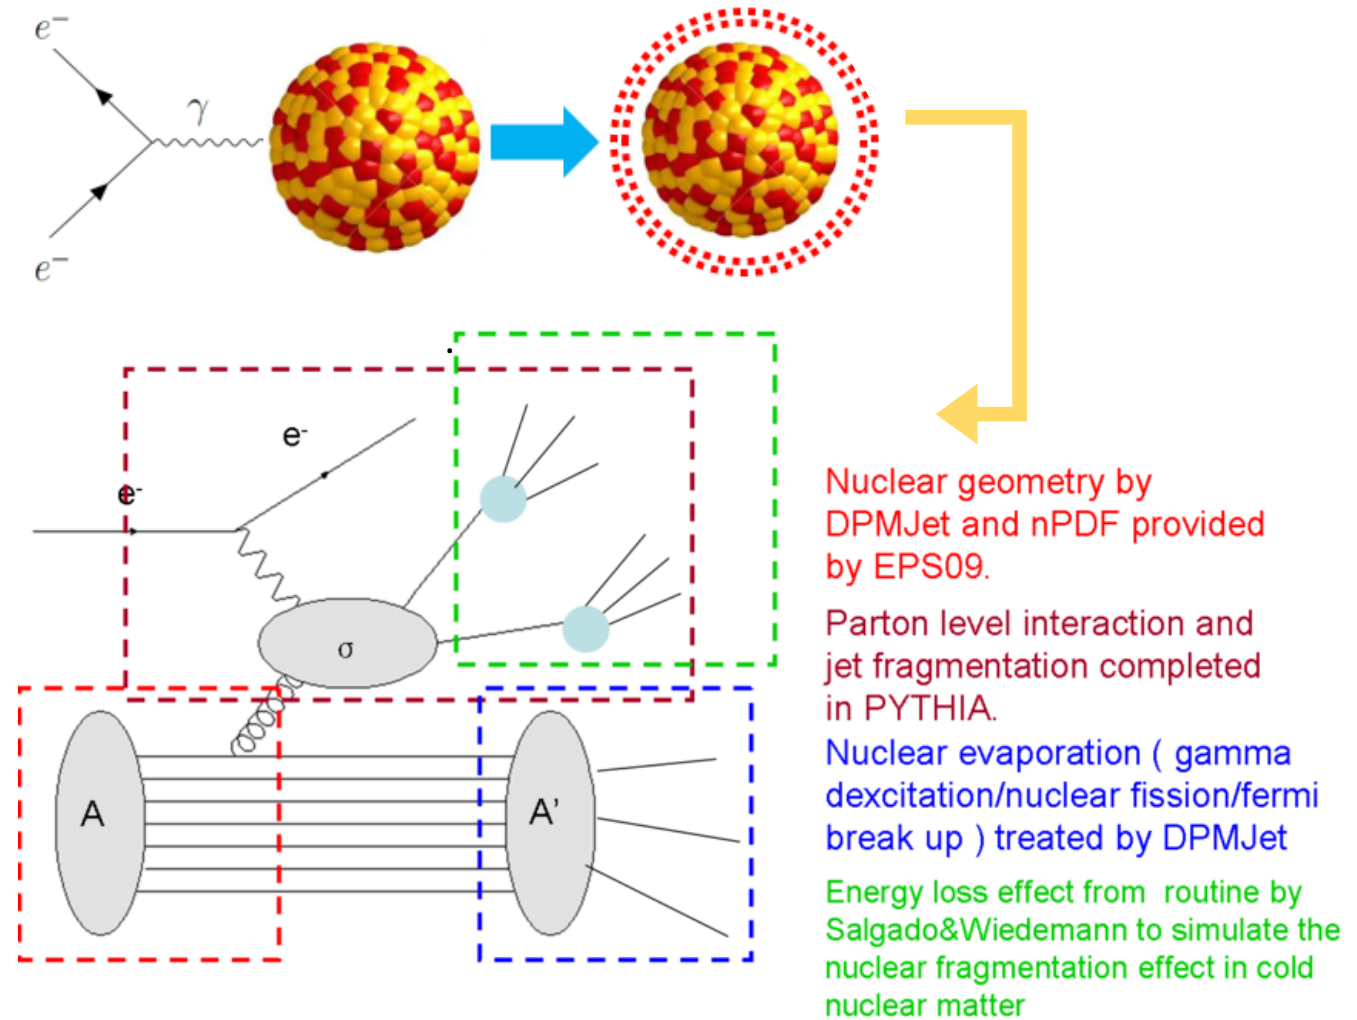 e⁻
γ
e⁻
e⁻
e⁻
σ
A
A’
Nuclear geometry by
DPMJet and nPDF provided
by EPS09.
Parton level interaction and
jet fragmentation completed
in PYTHIA.
Nuclear evaporation ( gamma
dexcitation/nuclear fission/fermi
break up ) treated by DPMJet
Energy loss effect from routine by
Salgado&Wiedemann to simulate the
nuclear fragmentation effect in cold
nuclear matter